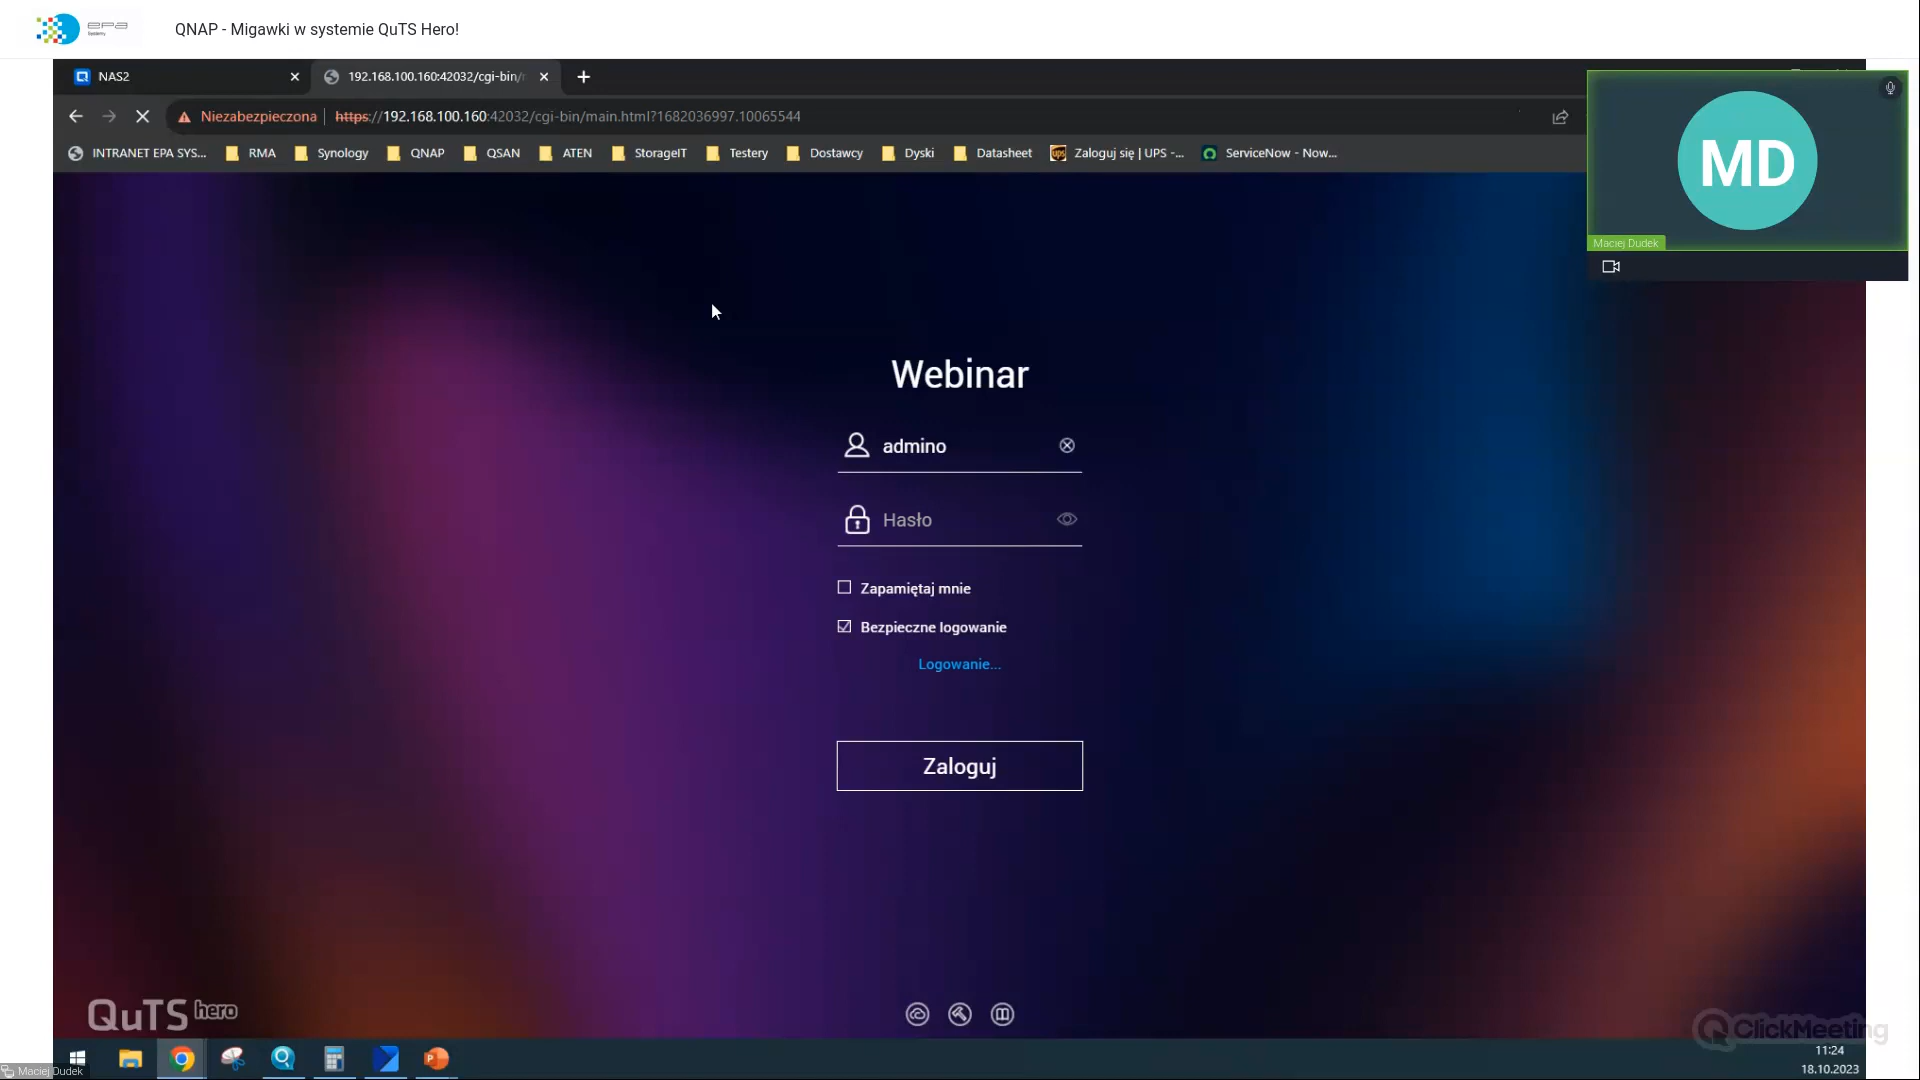 epa
Systemy
QNAP - Migawki w systemie QuTS Hero!
NAS2
192.168.100.160:42032/cgi-bin/
Niezabezpieczona
https://192.168.100.160:42032/cgi-bin/main.html?1682036997.10065544
INTRANET EPA SYS...
RMA
Synology
QNAP
QSAN
ATEN
StorageIT
Testery
Dostawcy
Dyski
Datasheet
ups
Zaloguj się | UPS -...
ServiceNow - Now...
MD
Maciej Dudek
Webinar
admino
Hasło
Zapamiętaj mnie
Bezpieczne logowanie
Logowanie...
Zaloguj
QuTS hero
ClickMeeting
11:24
18.10.2023
Maciej Dudek